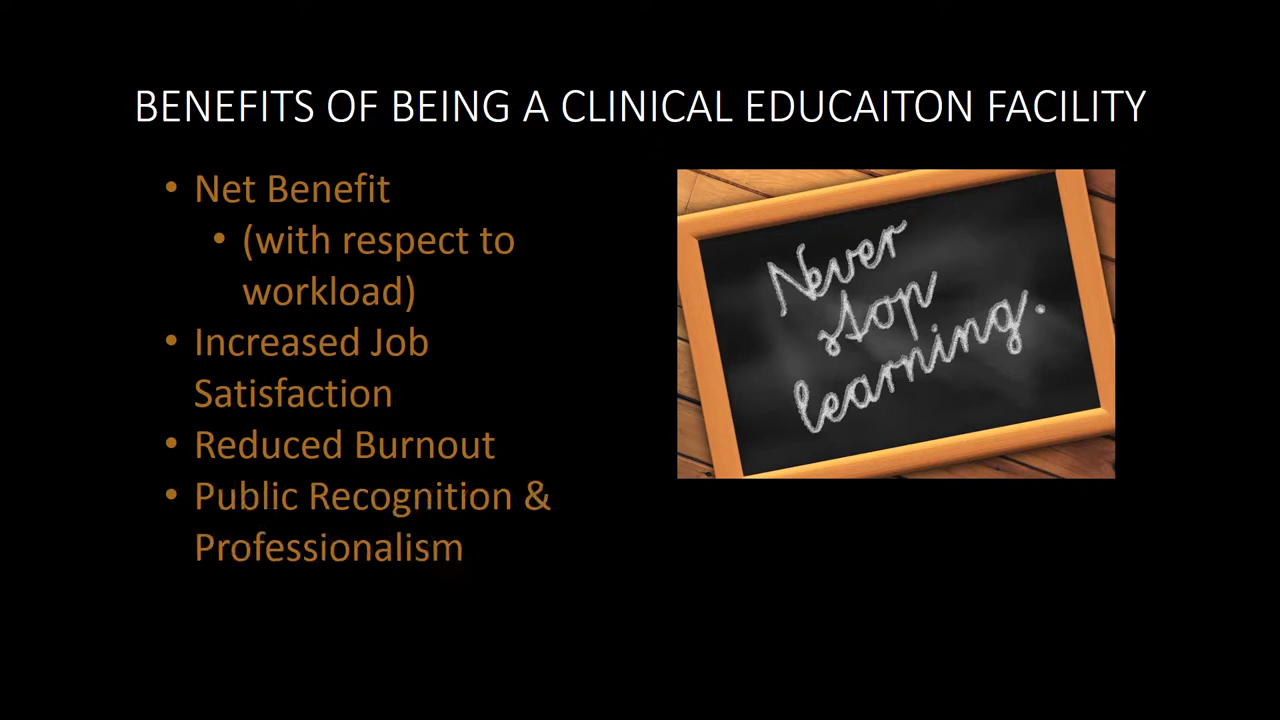 BENEFITS OF BEING A CLINICAL EDUCAITON FACILITY
• Net Benefit
• (with respect to
workload)
• Increased Job
Satisfaction
• Reduced Burnout
• Public Recognition &
Professionalism
Never
stop
learning.